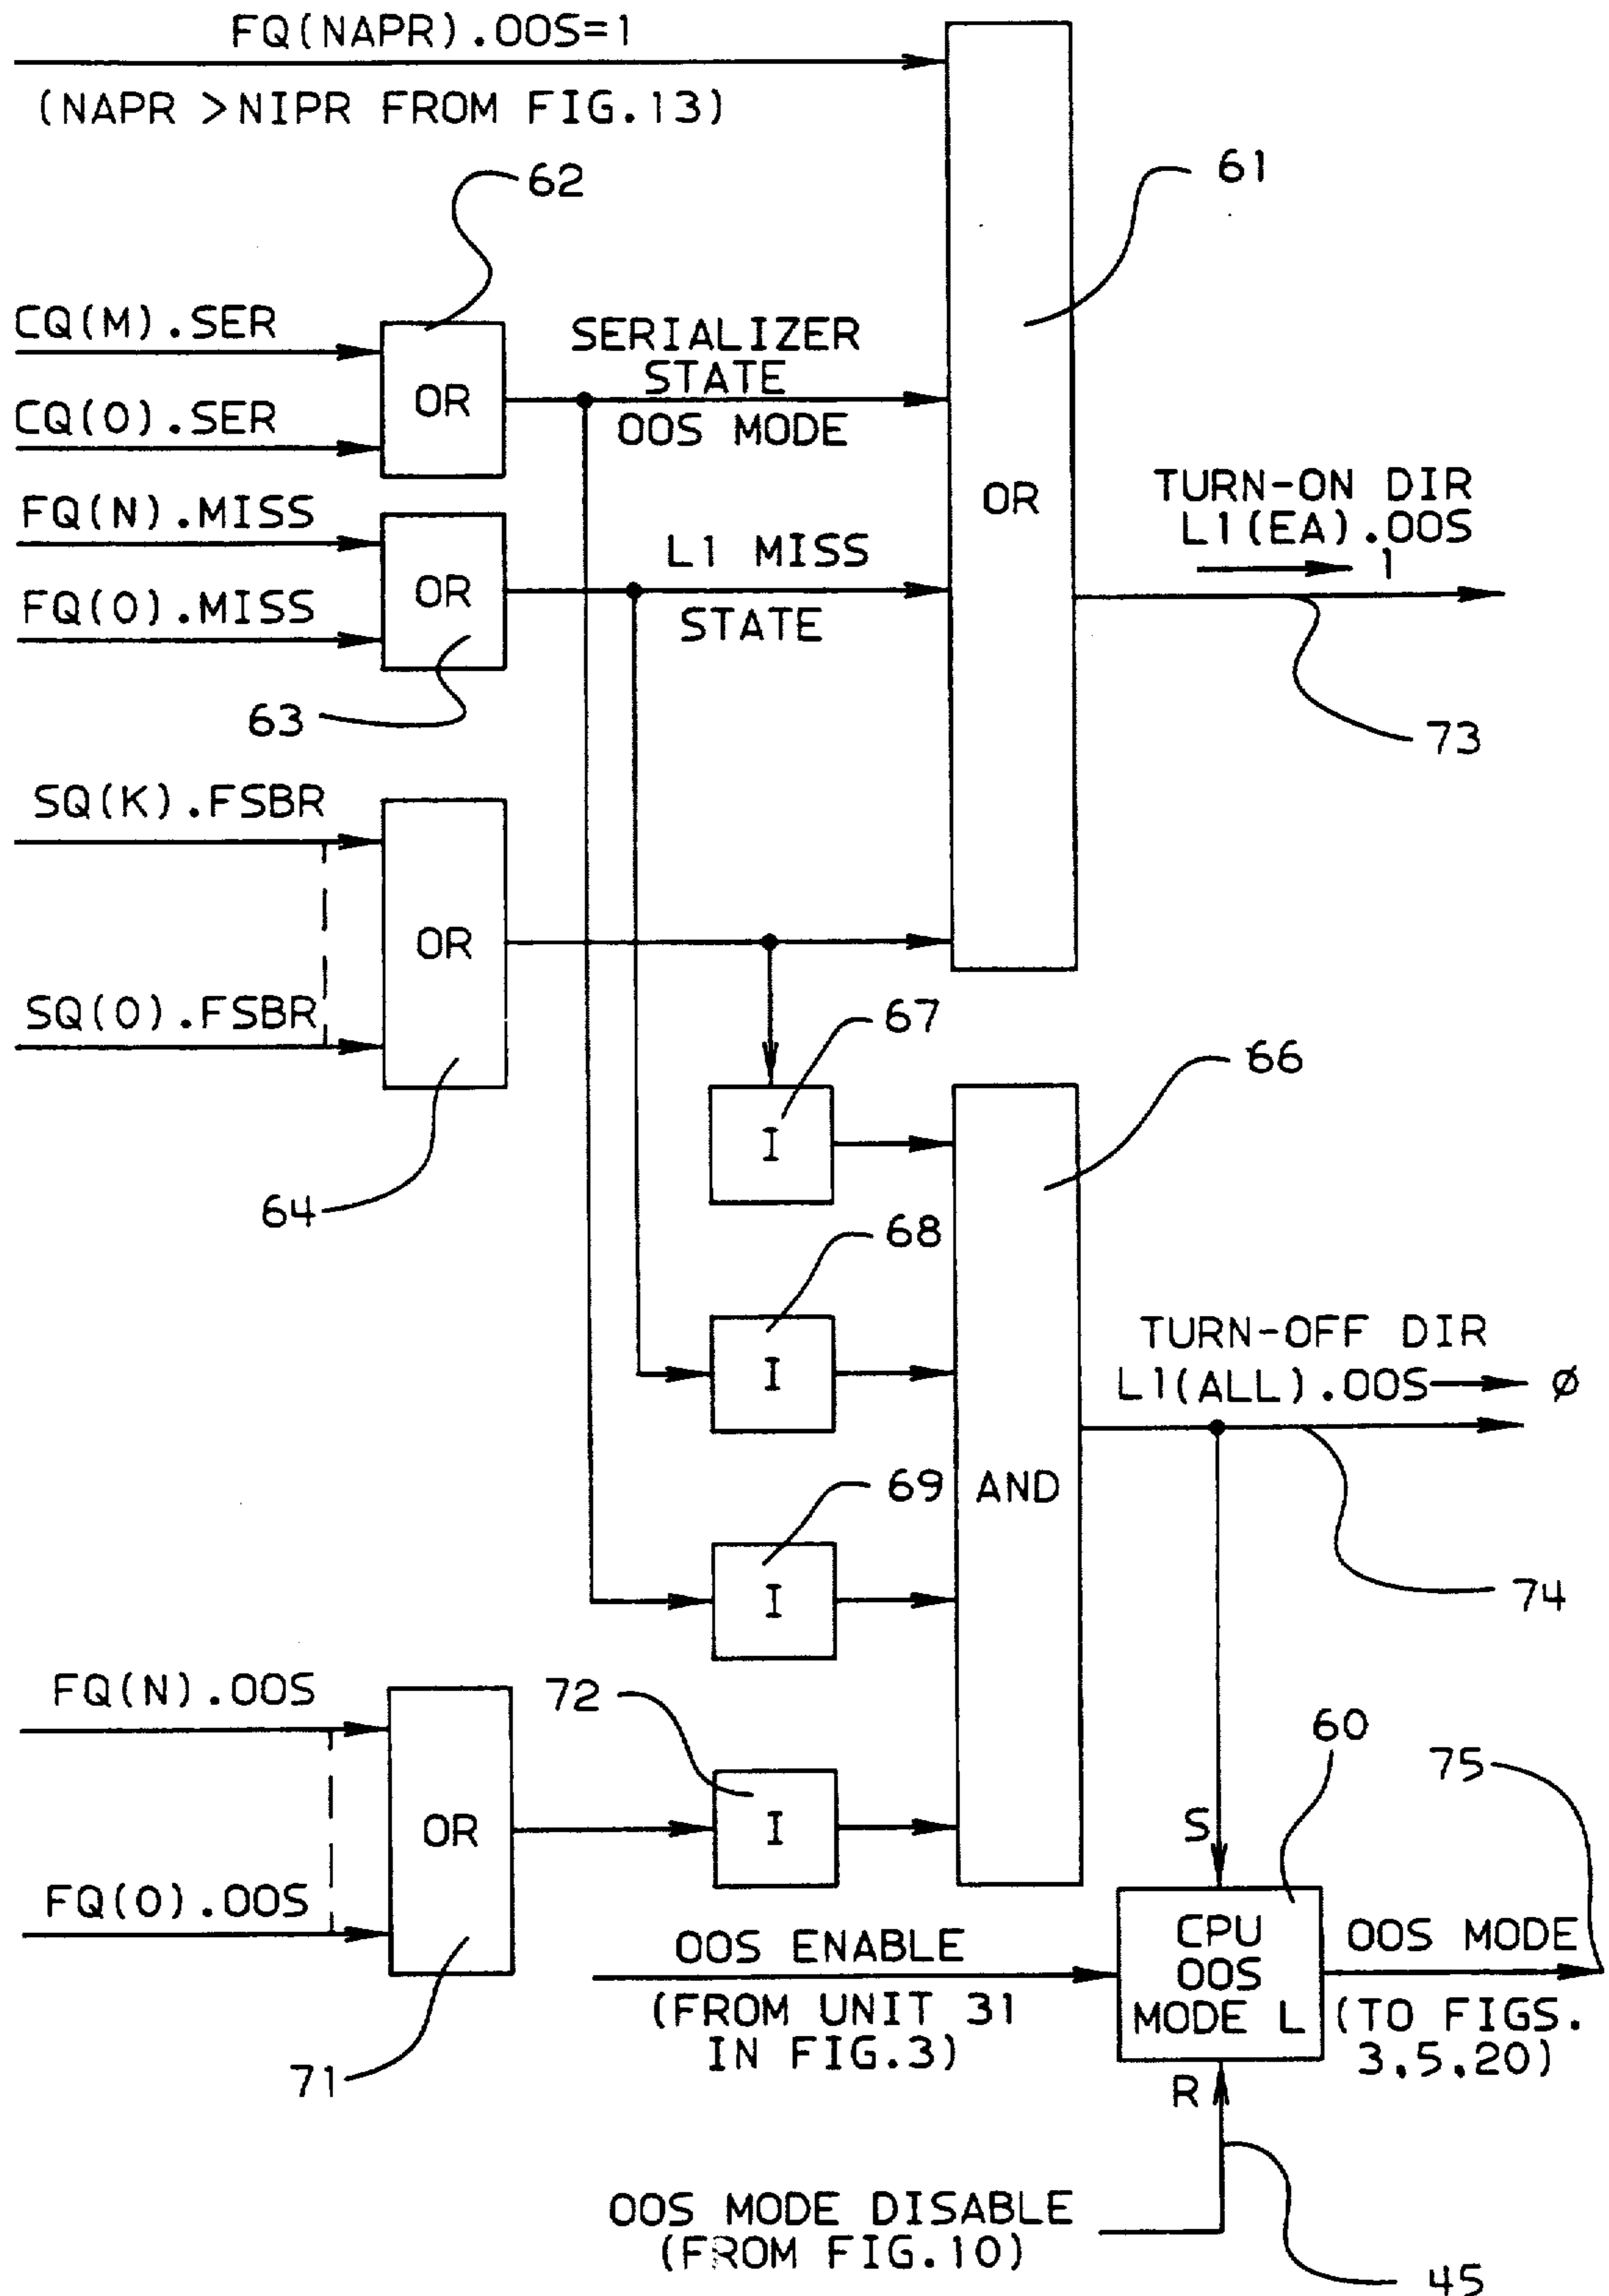 FQ(NAPR).OOS=1
(NAPR >NIPR FROM FIG.13)
62
61
CQ(M).SER
CQ(0).SER
OR
SERIALIZER
STATE
OOS MODE
FQ(N).MISS
FQ(0).MISS
OR
L1 MISS
STATE
OR
TURN-ON DIR
L1(EA).OOS
1
63
73
SQ(K).FSBR
SQ(0).FSBR
OR
67
66
I
64
68
I
TURN-OFF DIR
L1(ALL).OOS
Ø
69
AND
I
74
FQ(N).OOS
FQ(0).OOS
OR
72
I
60
75
S
71
OOS ENABLE
(FROM UNIT 31
IN FIG.3)
CPU
OOS
MODE L
OOS MODE
(TO FIGS.
3,5,20)
R
OOS MODE DISABLE
(FROM FIG.10)
45